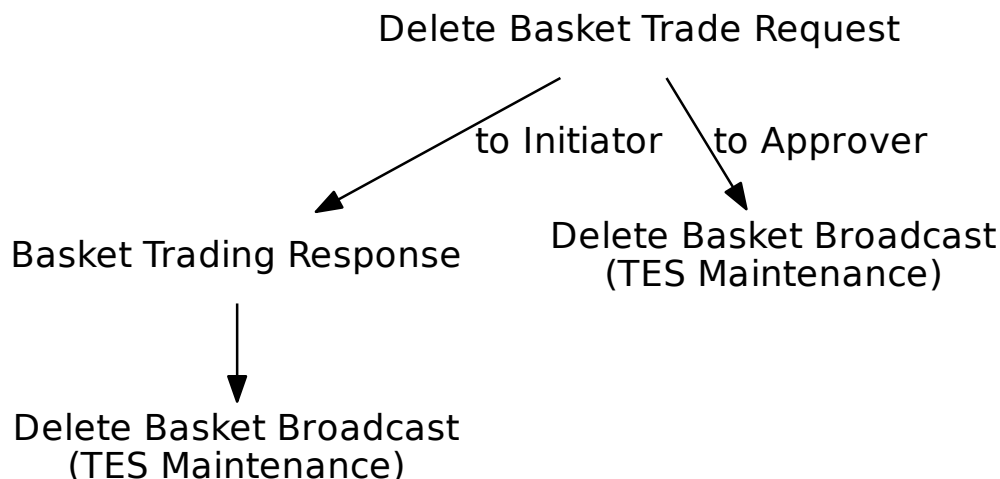 Delete Basket Trade Request
to Initiator
to Approver
Basket Trading Response
Delete Basket Broadcast
(TES Maintenance)
Delete Basket Broadcast
(TES Maintenance)